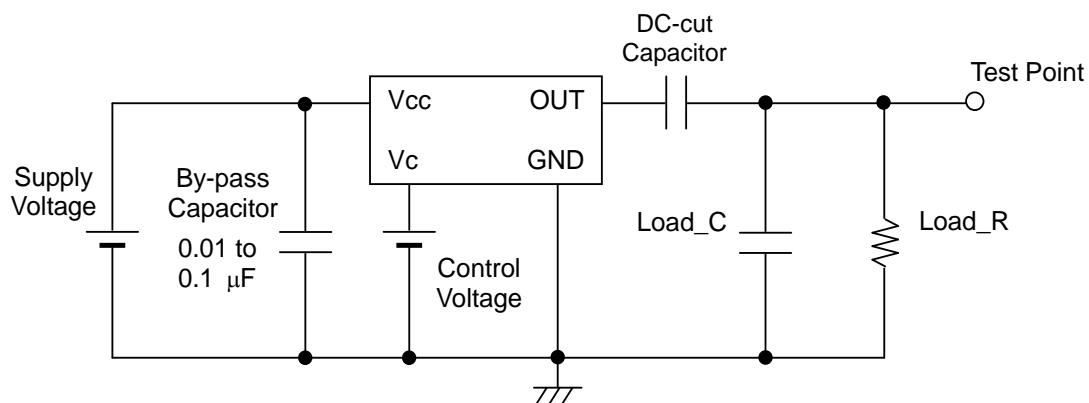 DC-cut
Capacitor
Test Point
Vcc
OUT
Vc
GND
Supply
Voltage
By-pass
Capacitor
0.01 to
0.1 μF
Control
Voltage
Load_C
Load_R